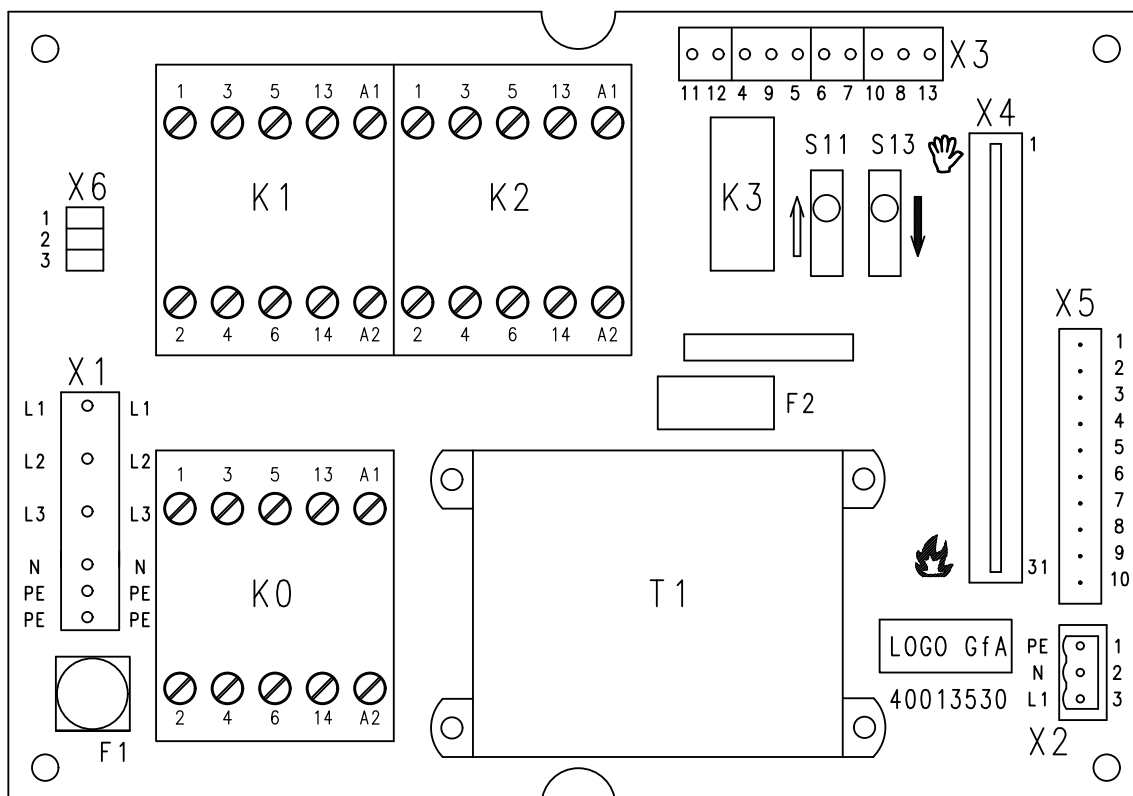 X3
11 12 4 9 5 6 7 10 8 13
X4
1
31
S11 S13
K3
1 3 5 13 A1 1 3 5 13 A1
K1 K2
2 4 6 14 A2 2 4 6 14 A2
X6
1
2
3
X5
1
2
3
4
5
6
7
8
9
10
F2
X1
L1 L1
L2 L2
L3 L3
N N
PE PE
PE PE
1 3 5 13 A1
K0
2 4 6 14 A2
T1
LOGO GfA
40013530
PE 1
N 2
L1 3
X2
F1